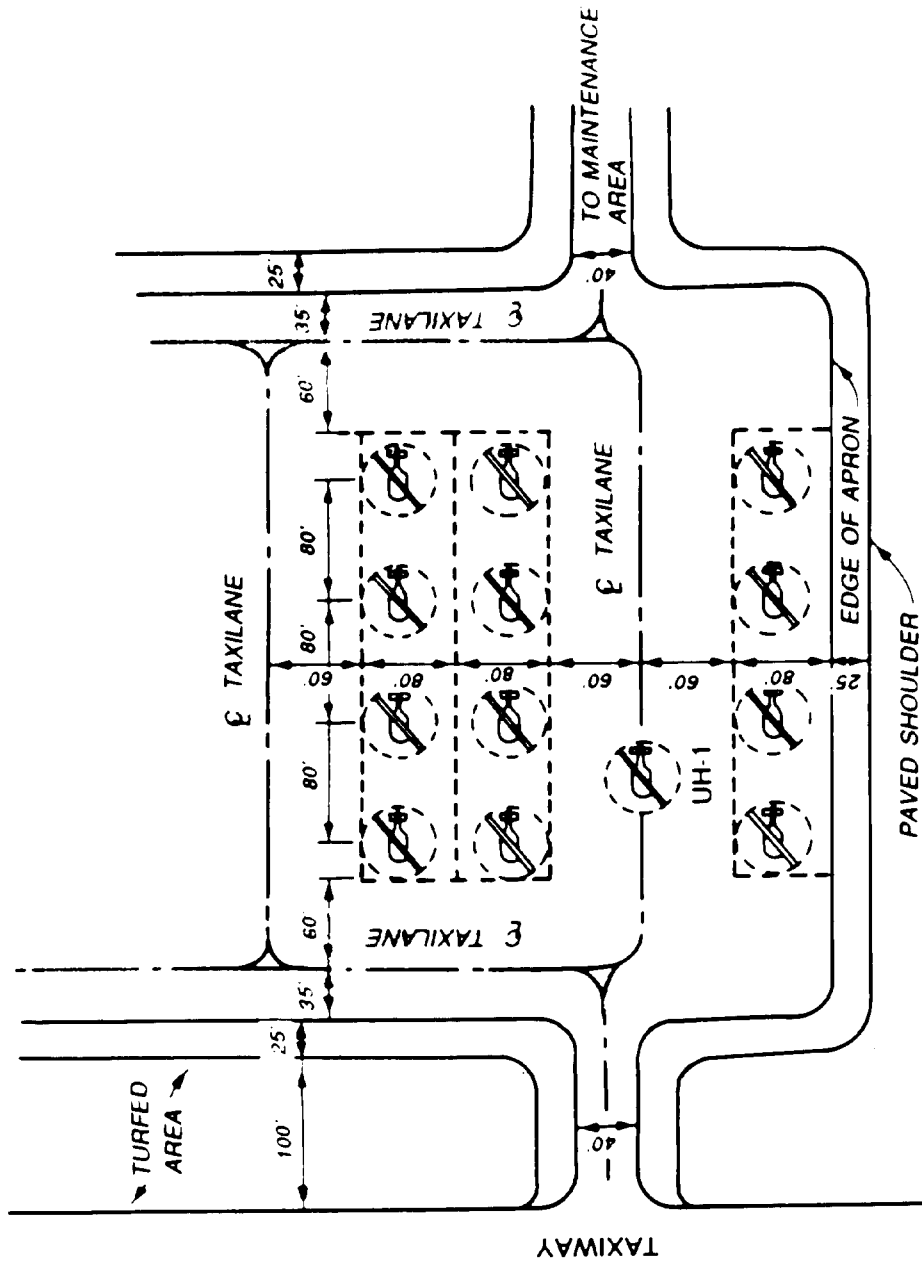 TO MAINTENANCE
AREA
25'
35'
℄ TAXILANE
40'
60'
℄ TAXILANE
80'
℄ TAXILANE
EDGE OF APRON
80'
60'
80'
80'
60'
60'
80'
25'
80'
UH-1
PAVED SHOULDER
60'
℄ TAXILANE
35'
25'
TURFED
AREA
100'
40'
TAXIWAY